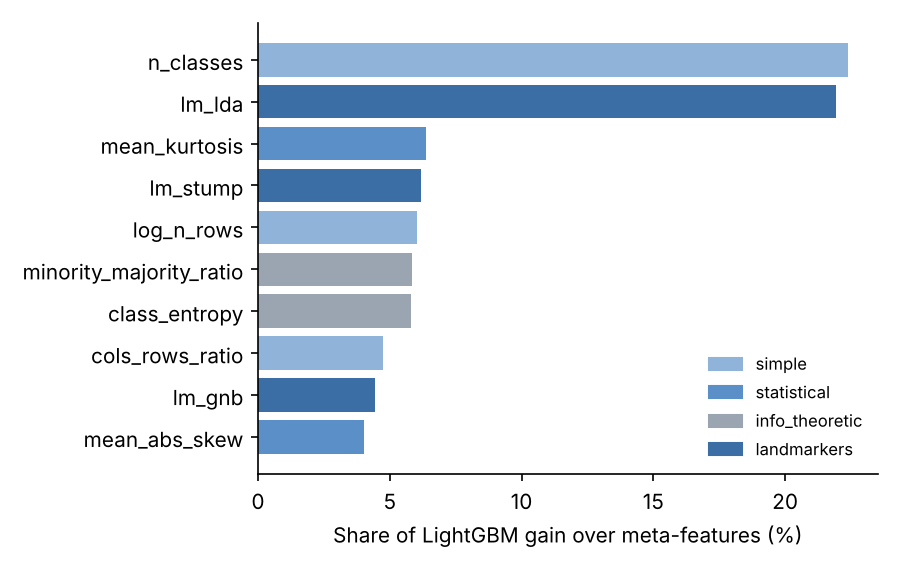 n_classes
lm_lda
mean_kurtosis
lm_stump
log_n_rows
minority_majority_ratio
class_entropy
cols_rows_ratio
lm_gnb
mean_abs_skew
simple
statistical
info_theoretic
landmarkers
0 5 10 15 20
Share of LightGBM gain over meta-features (%)